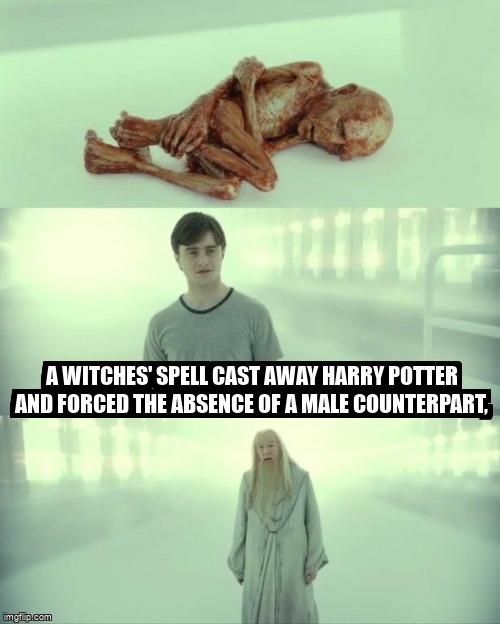 A WITCHES' SPELL CAST AWAY HARRY POTTER
AND FORCED THE ABSENCE OF A MALE COUNTERPART,
imgflip.com